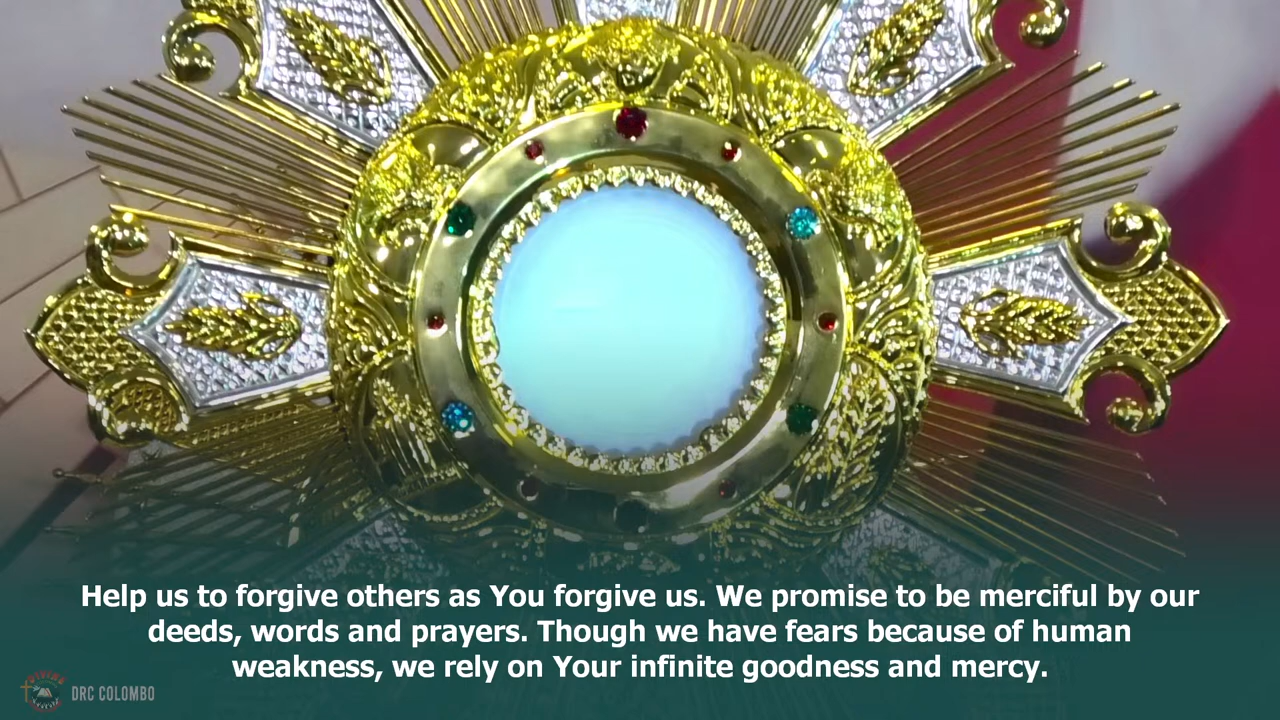 Help us to forgive others as You forgive us. We promise to be merciful by our
deeds, words and prayers. Though we have fears because of human
weakness, we rely on Your infinite goodness and mercy.
DRC COLOMBO